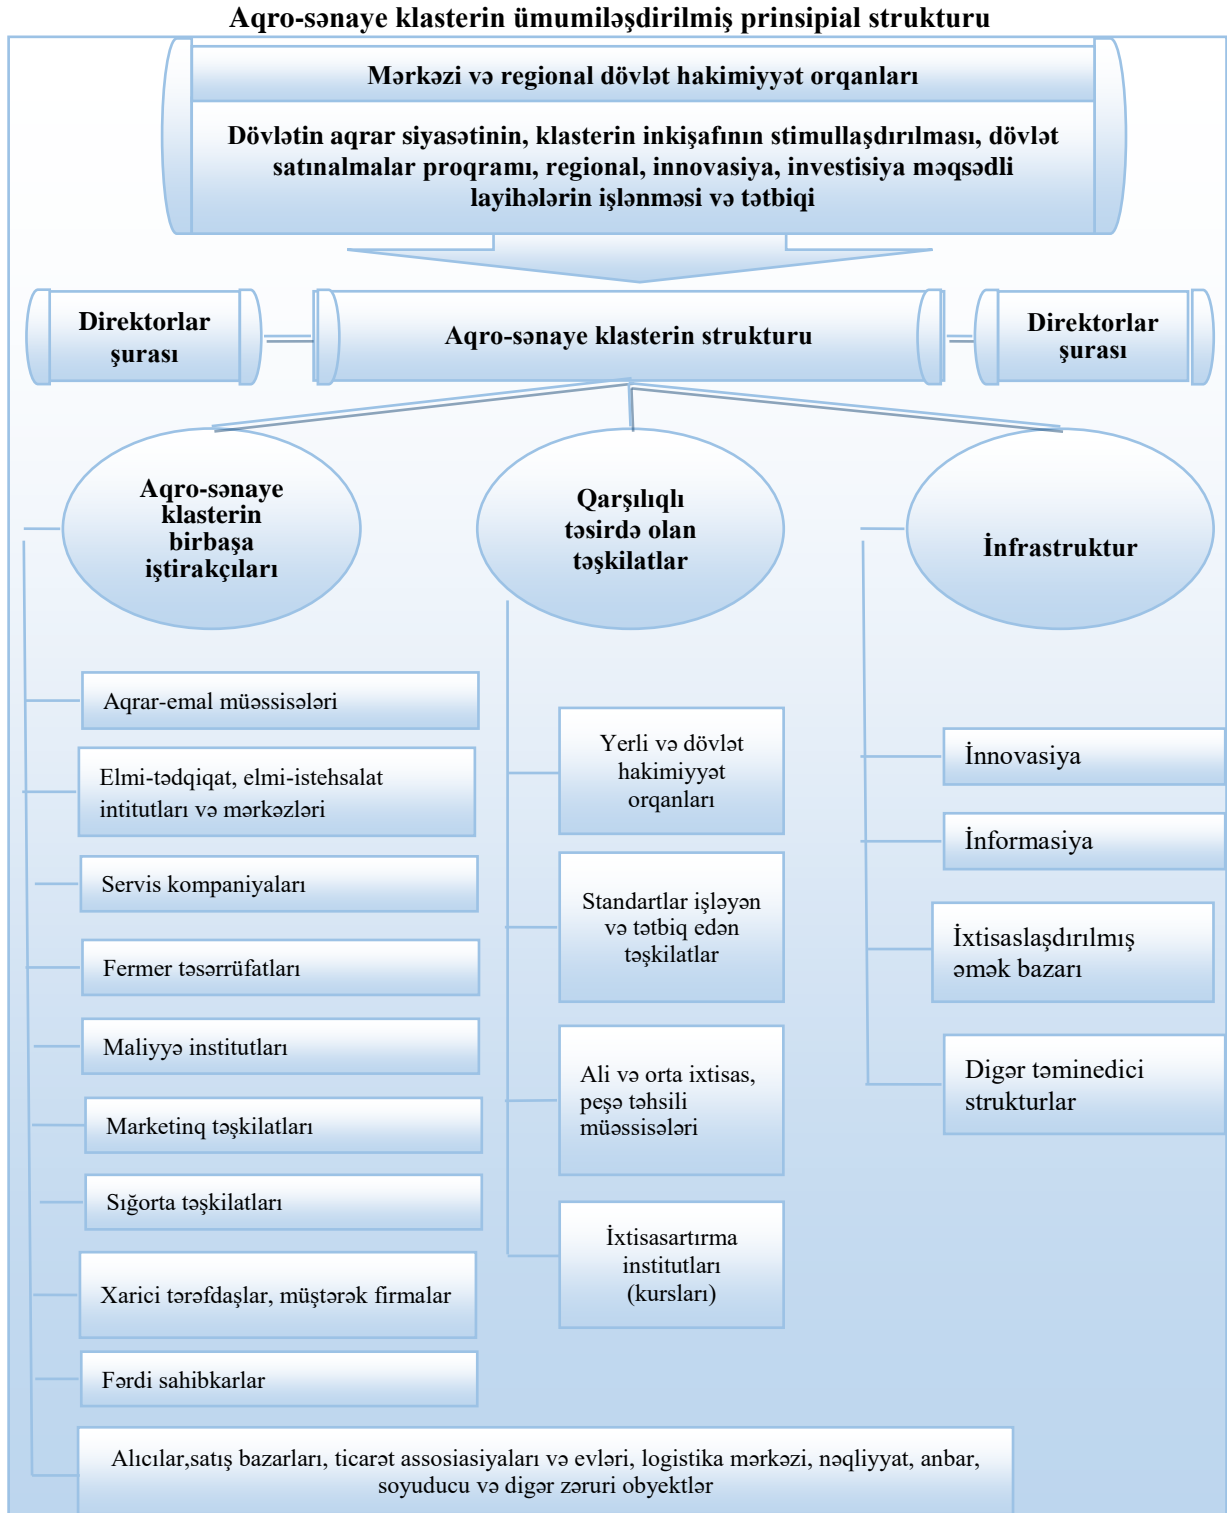 Aqro-sənaye klasterin ümumiləşdirilmiş prinsipial strukturu
Mərkəzi və regional dövlət hakimiyyət orqanları
Dövlətin aqrar siyasətinin, klasterin inkişafının stimullaşdırılması, dövlət
satınalmalar proqramı, regional, innovasiya, investisiya məqsədli
layihələrin işlənməsi və tətbiqi
Direktorlar
şurası
Aqro-sənaye klasterin strukturu
Direktorlar
şurası
Aqro-sənaye
klasterin
birbaşa
iştirakçıları
Qarşılıqlı
təsirdə olan
təşkilatlar
İnfrastruktur
Aqrar-emal müəssisələri
Elmi-tədqiqat, elmi-istehsalat
intitutları və mərkəzləri
Servis kompaniyaları
Fermer təsərrüfatları
Maliyyə institutları
Marketinq təşkilatları
Sığorta təşkilatları
Xarici tərəfdaşlar, müştərək firmalar
Fərdi sahibkarlar
Alıcılar,satış bazarları, ticarət assosiasiyaları və evləri, logistika mərkəzi, nəqliyyat, anbar,
soyuducu və digər zəruri obyektlər
Yerli və dövlət
hakimiyyət
orqanları
Standartlar işləyən
və tətbiq edən
təşkilatlar
Ali və orta ixtisas,
peşə təhsili
müəssisələri
İxtisasartırma
institutları
(kursları)
İnnovasiya
İnformasiya
İxtisaslaşdırılmış
əmək bazarı
Digər təminedici
strukturlar